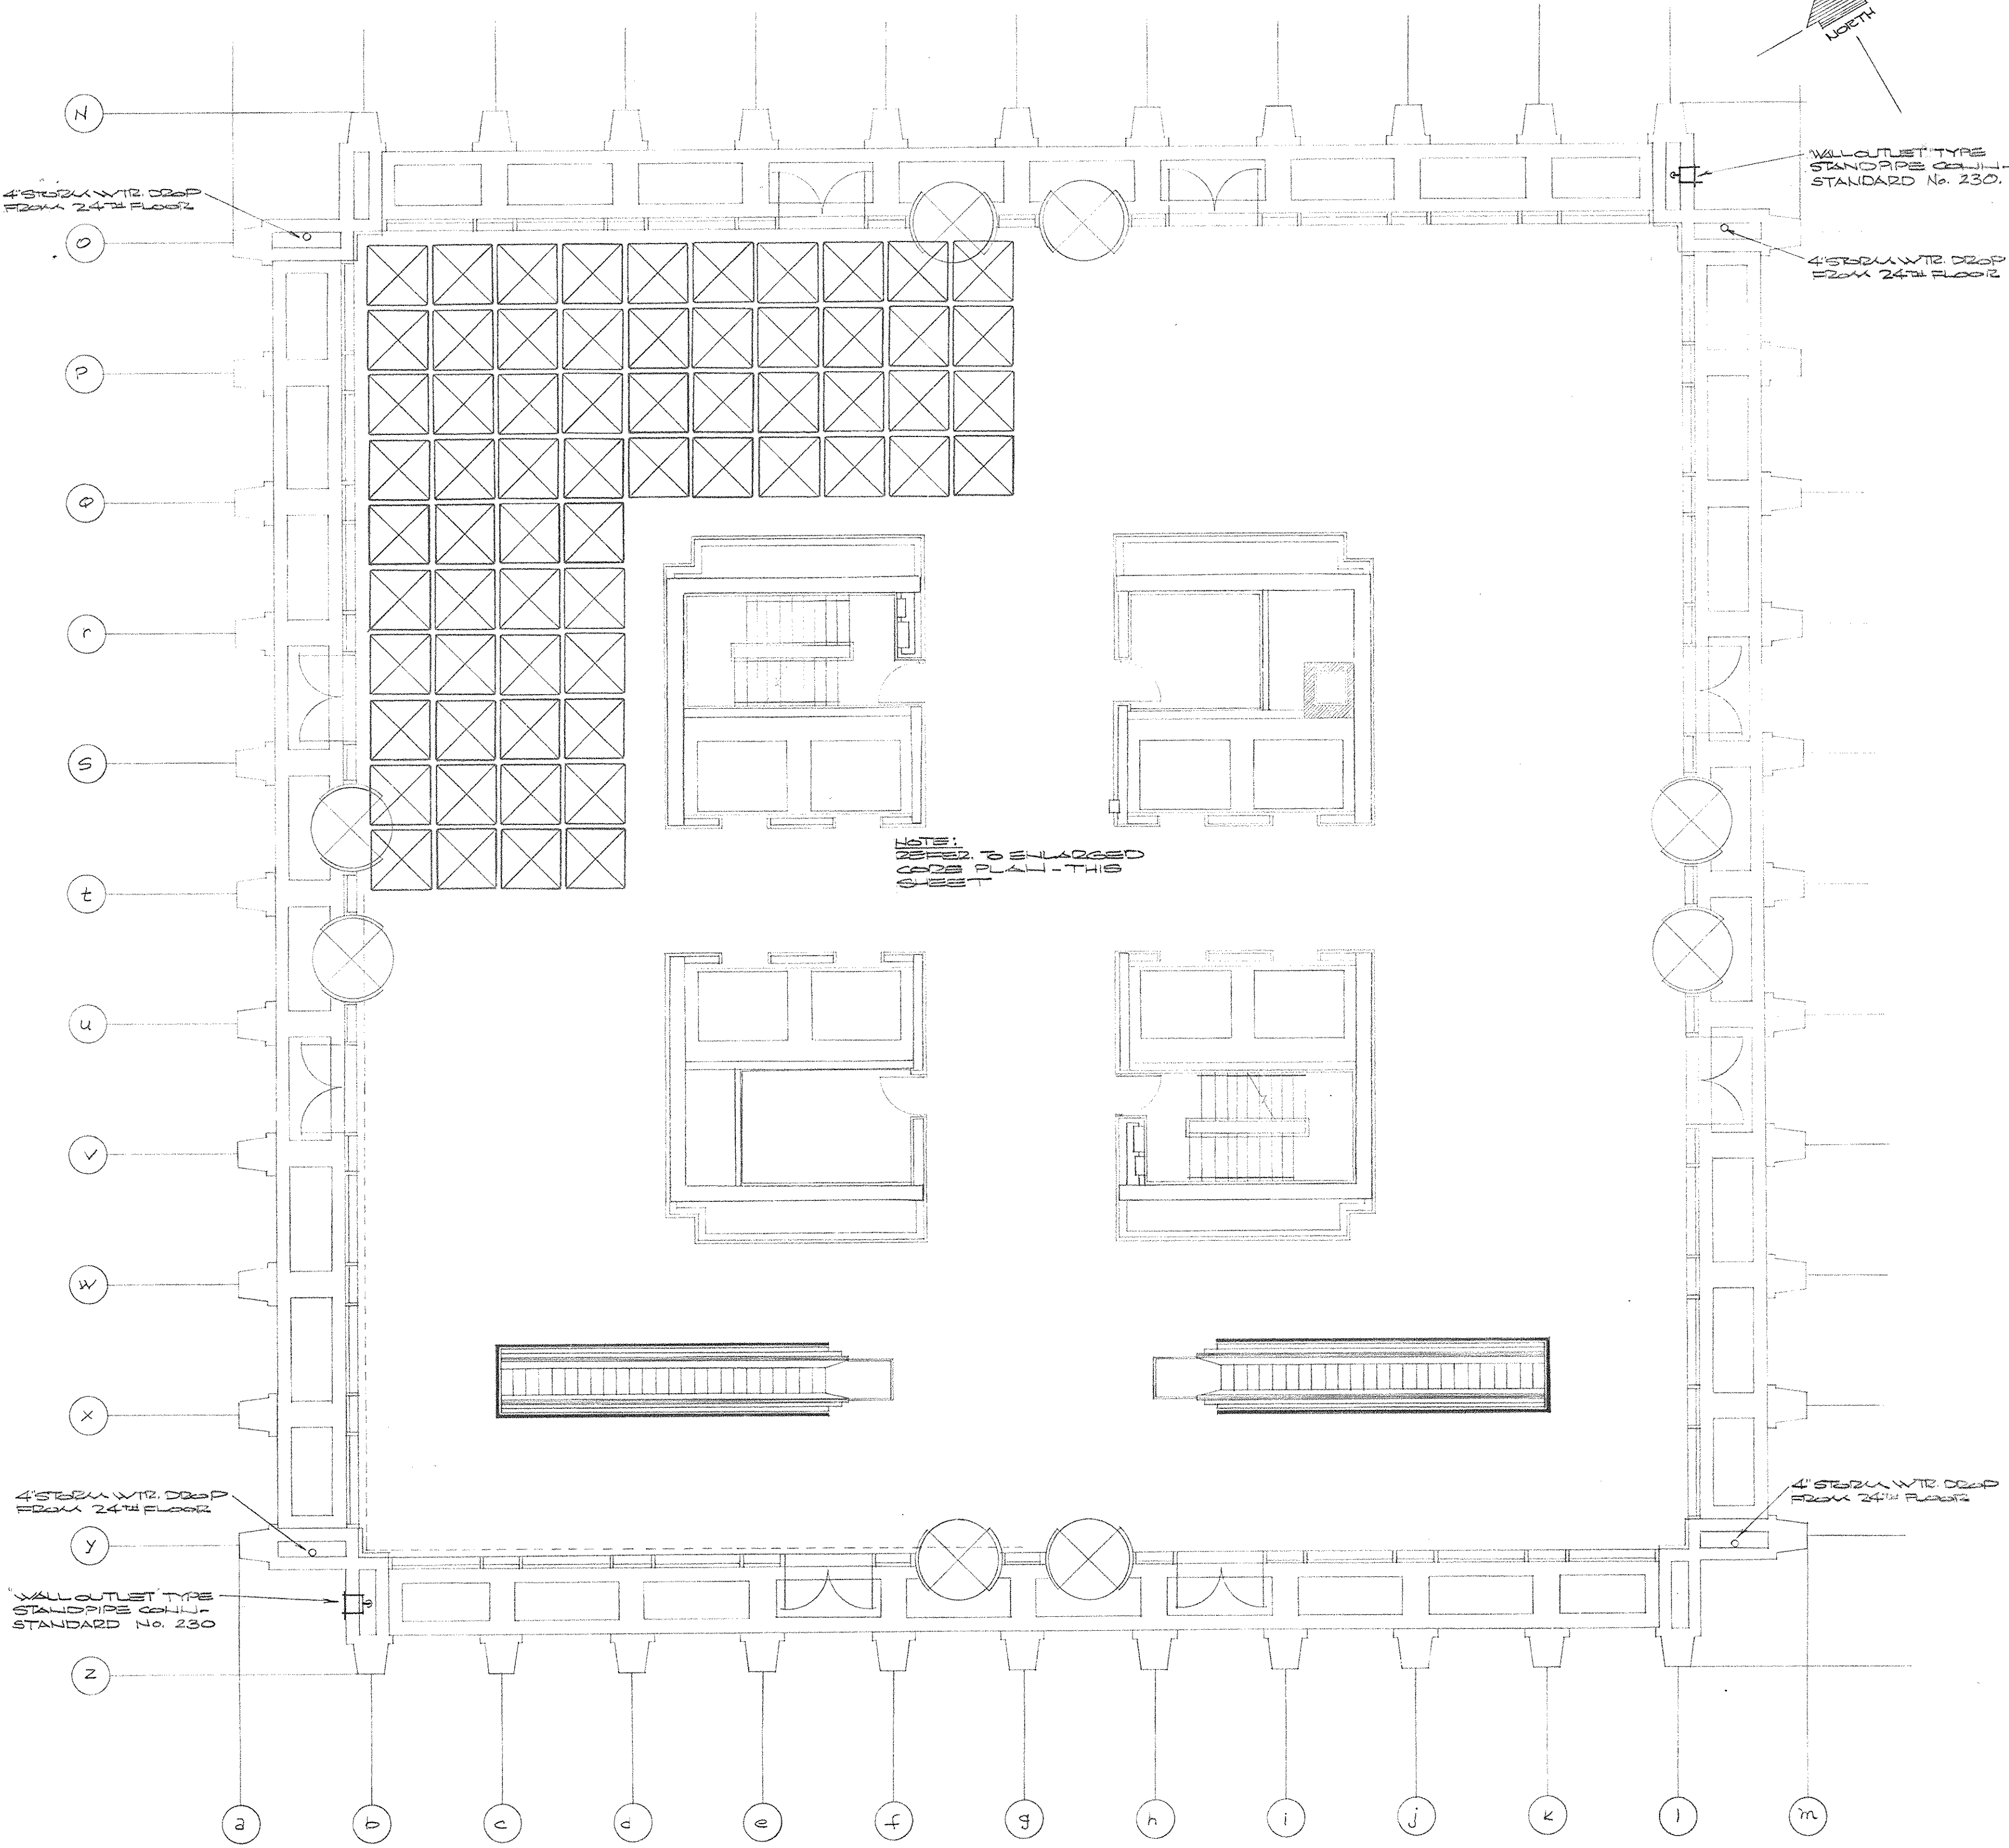 NORTH
N
"WALL OUTLET" TYPE
STANDPIPE CONN-
STANDARD No. 230.
4" STORM WTR. DROP
FROM 24TH FLOOR
O
4" STORM WTR. DROP
FROM 24TH FLOOR
P
Q
r
S
NOTE:
REFER TO ENLARGED
CORE PLAN - THIS
SHEET
t
u
v
w
x
4" STORM WTR. DROP
FROM 24TH FLOOR
4" STORM WTR. DROP
FROM 24TH FLOOR
y
"WALL OUTLET" TYPE
STANDPIPE CONN-
STANDARD No. 230
z
a b c d e f g h i j k l m